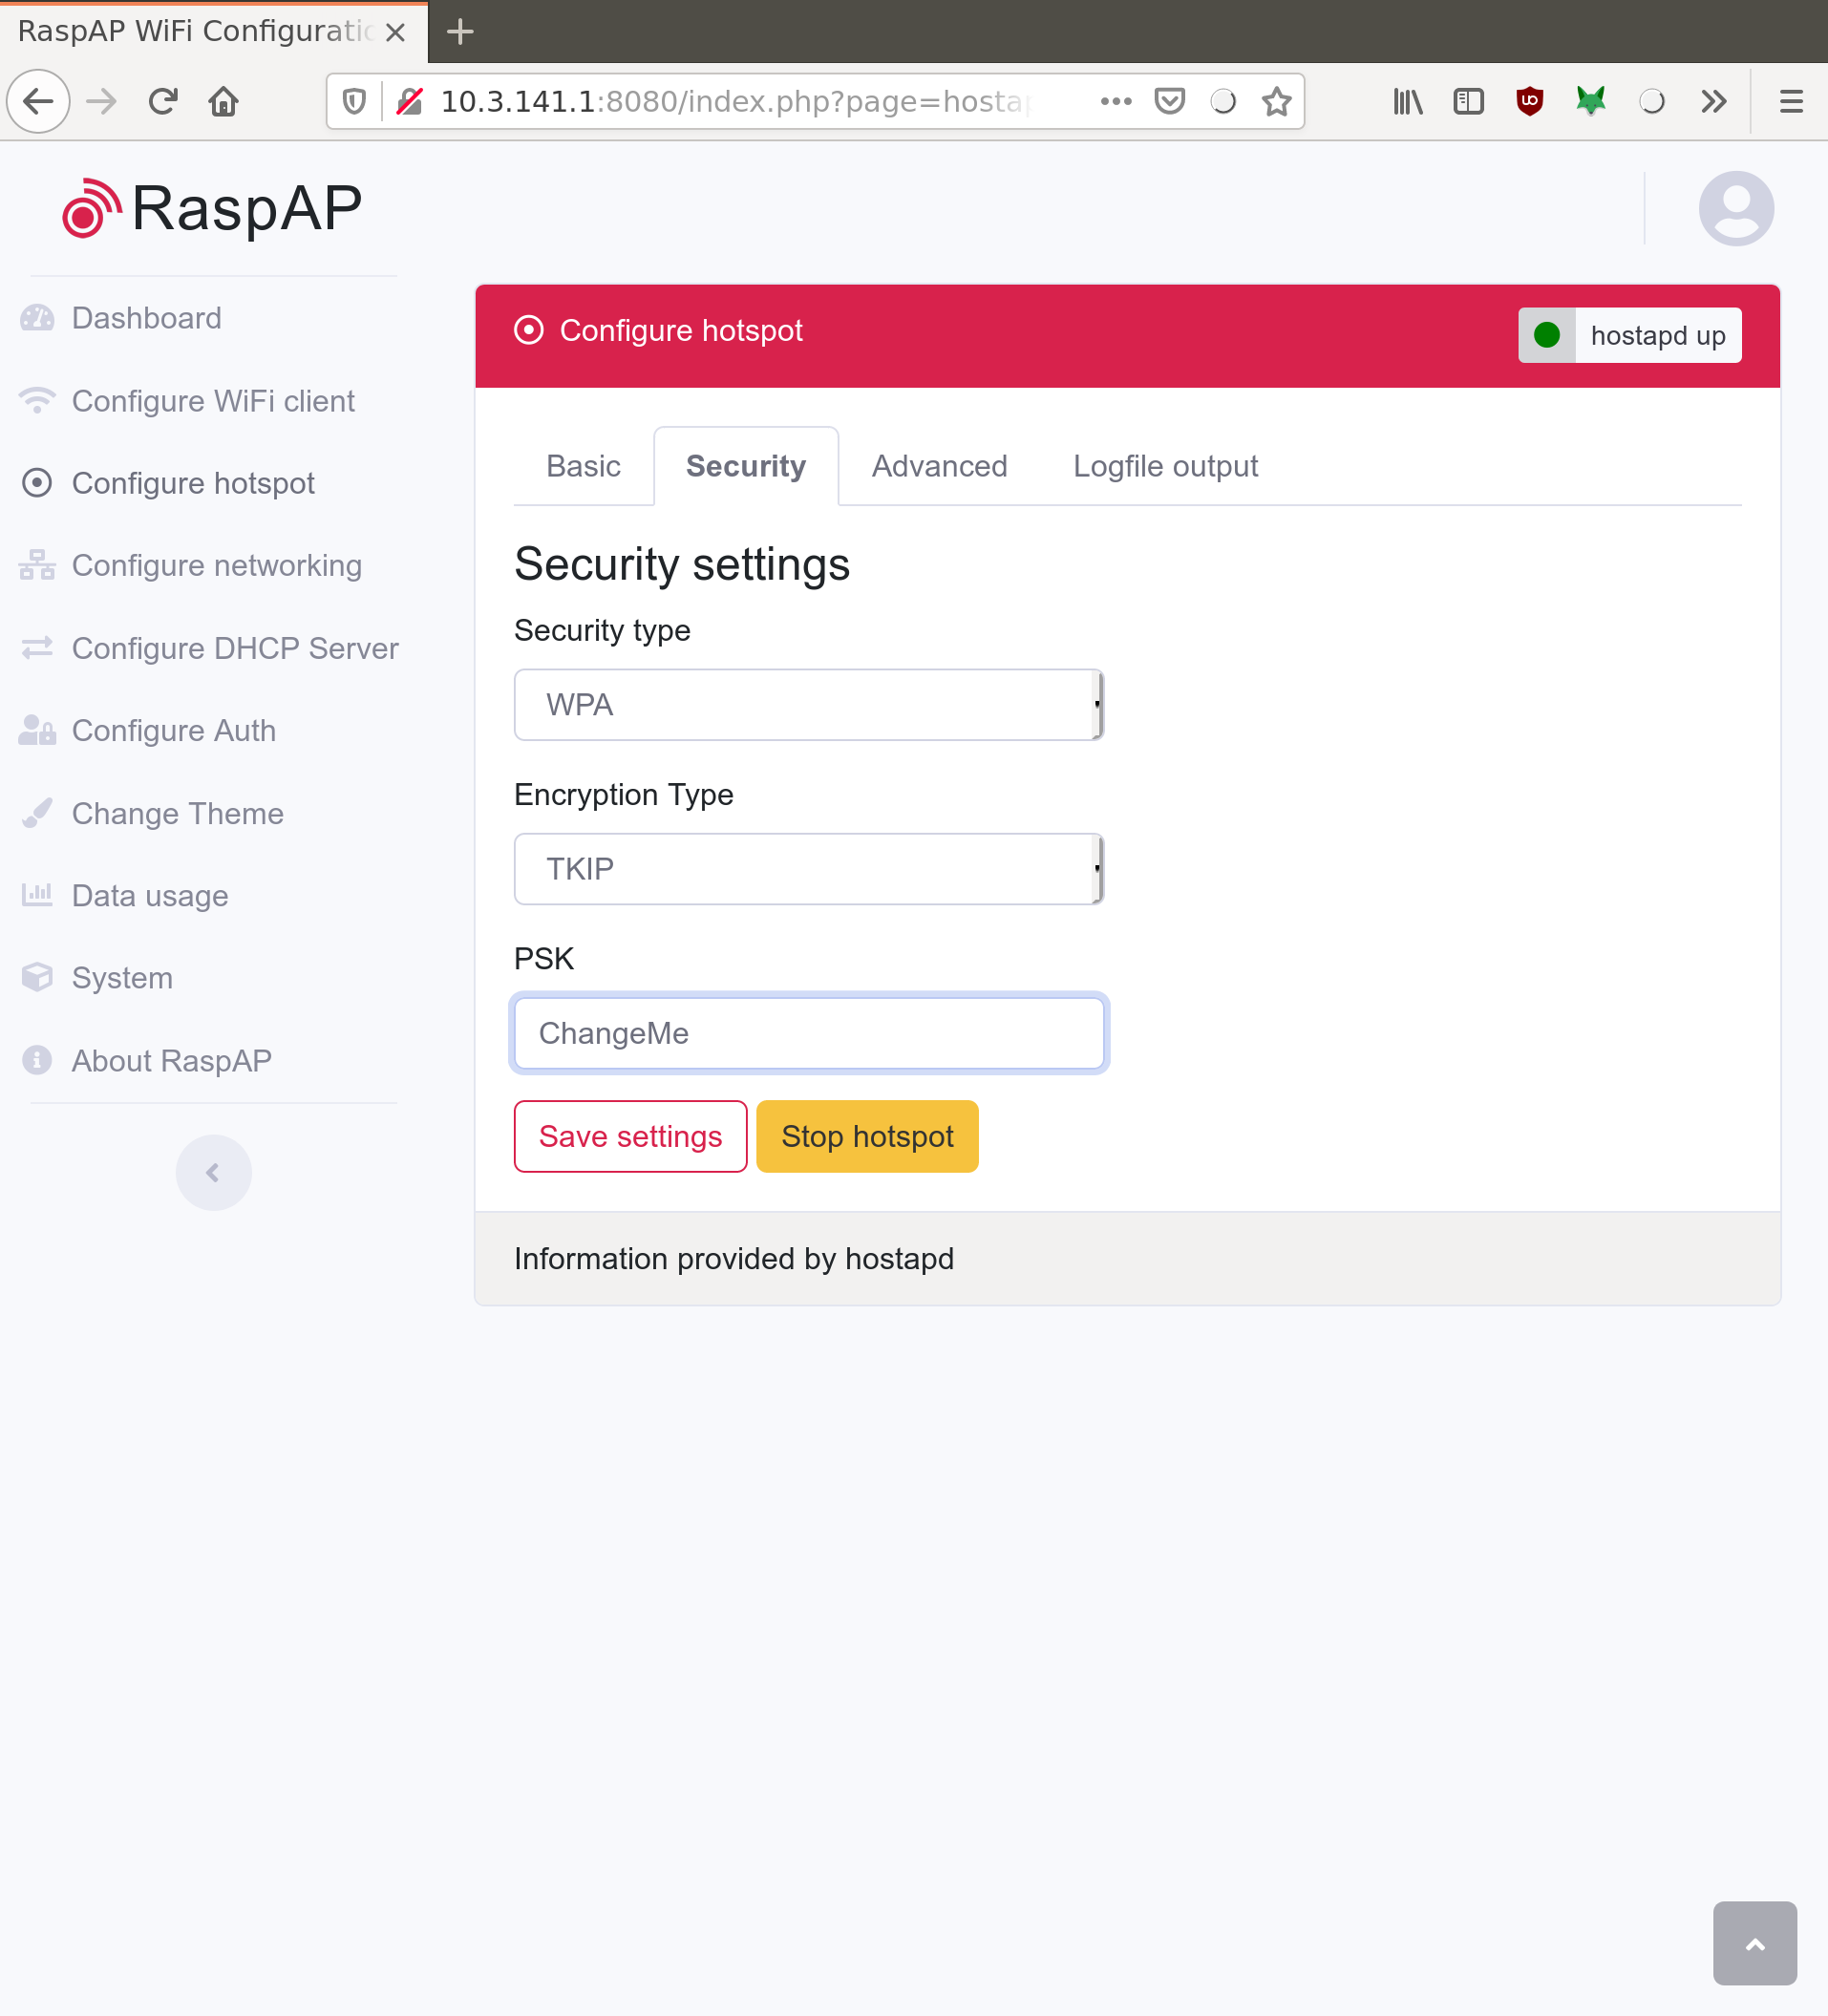 RaspAP WiFi Configuratic
10.3.141.1:8080/index.php?page=hostap
RaspAP
Dashboard
Configure WiFi client
Configure hotspot
Configure networking
Configure DHCP Server
Configure Auth
Change Theme
Data usage
System
About RaspAP
Configure hotspot
hostapd up
Basic
Security
Advanced
Logfile output
Security settings
Security type
WPA
Encryption Type
TKIP
PSK
ChangeMe
Save settings
Stop hotspot
Information provided by hostapd